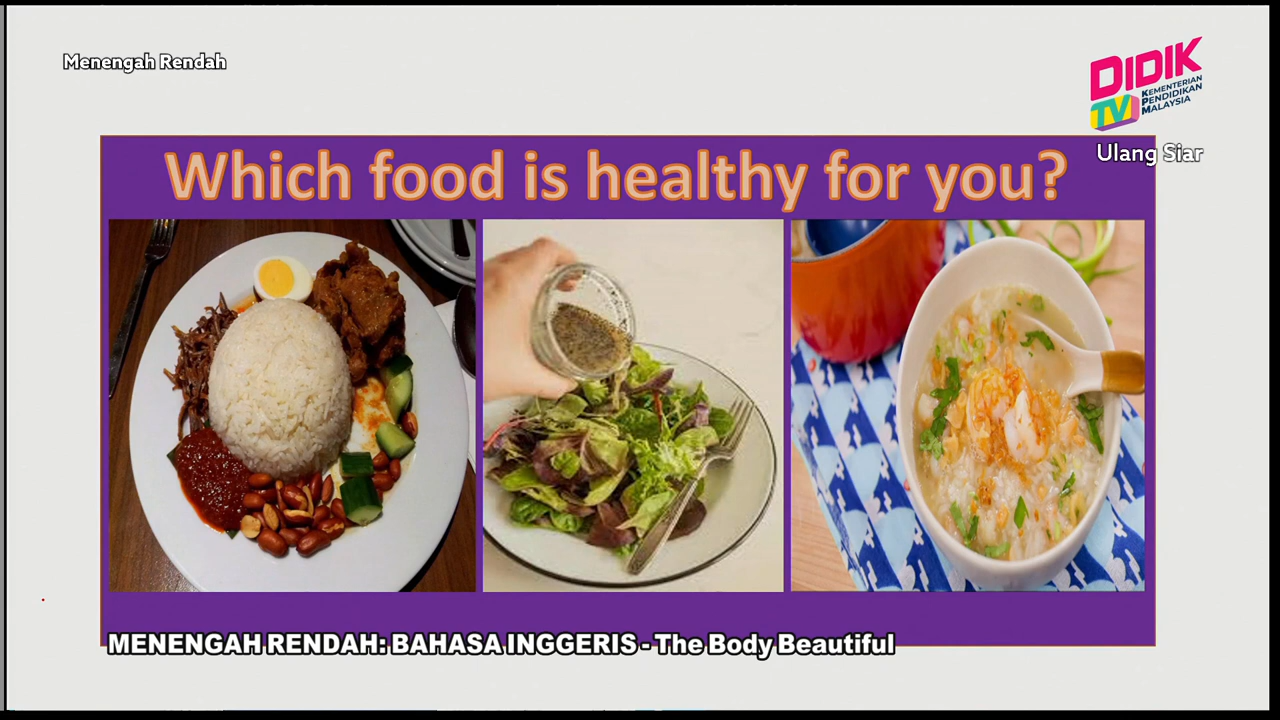 Menengah Rendah
DIDIK
TV
KEMENTERIAN
PENDIDIKAN
MALAYSIA
Ulang Siar
Which food is healthy for you?
MENENGAH RENDAH: BAHASA INGGERIS - The Body Beautiful